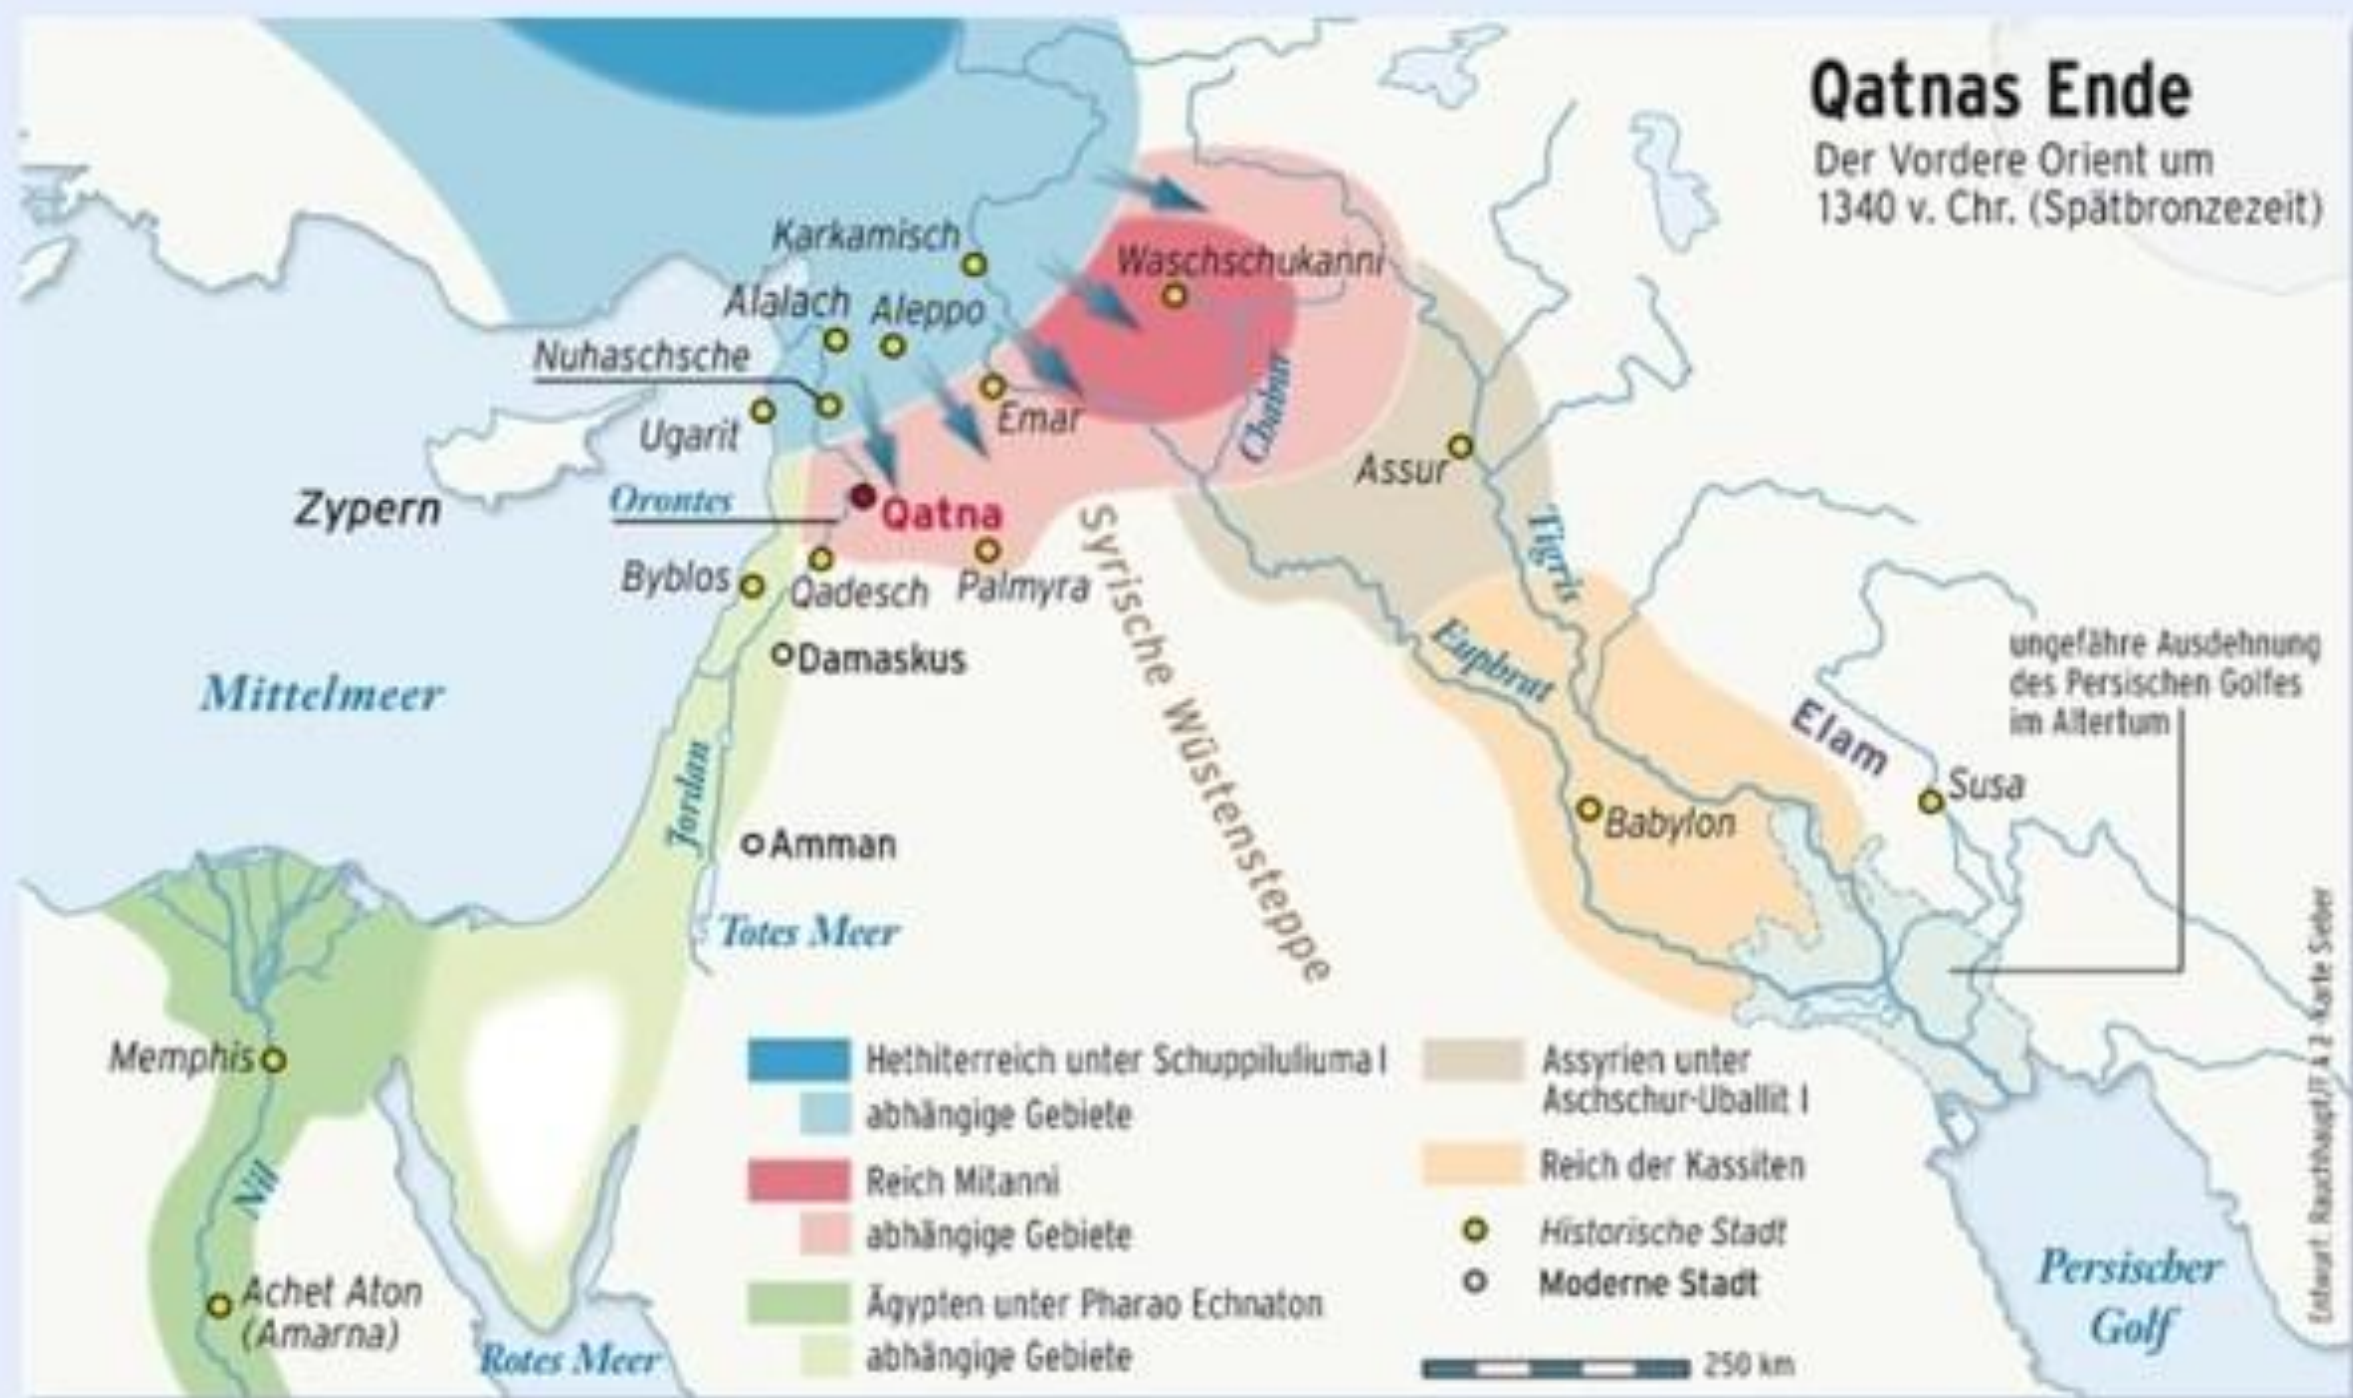 Qatnas Ende
Der Vordere Orient um
1340 v. Chr. (Spätbronzezeit)
Karkamisch
Waschschukanni
Alalach
Aleppo
Nuhaschsche
Emar
Ugarit
Chabur
Assur
Zypern
Orontes
Qatna
Syrische Wüstensteppe
Tigris
Byblos
Qadesch
Palmyra
Damaskus
Euphrat
ungefähre Ausdehnung
des Persischen Golfes
im Altertum
Mittelmeer
Elam
Jordan
Susa
Babylon
Amman
Totes Meer
Memphis
Nil
Achet Aton
(Amarna)
Rotes Meer
Hethiterreich unter Schuppiluliuma I
abhängige Gebiete
Reich Mitanni
abhängige Gebiete
Ägypten unter Pharao Echnaton
abhängige Gebiete
Assyrien unter
Aschschur-Uballit I
Reich der Kassiten
Historische Stadt
Moderne Stadt
250 km
Persischer
Golf
Entwurf: Rauchhaupt/F.A.Z.-Karte Sieber